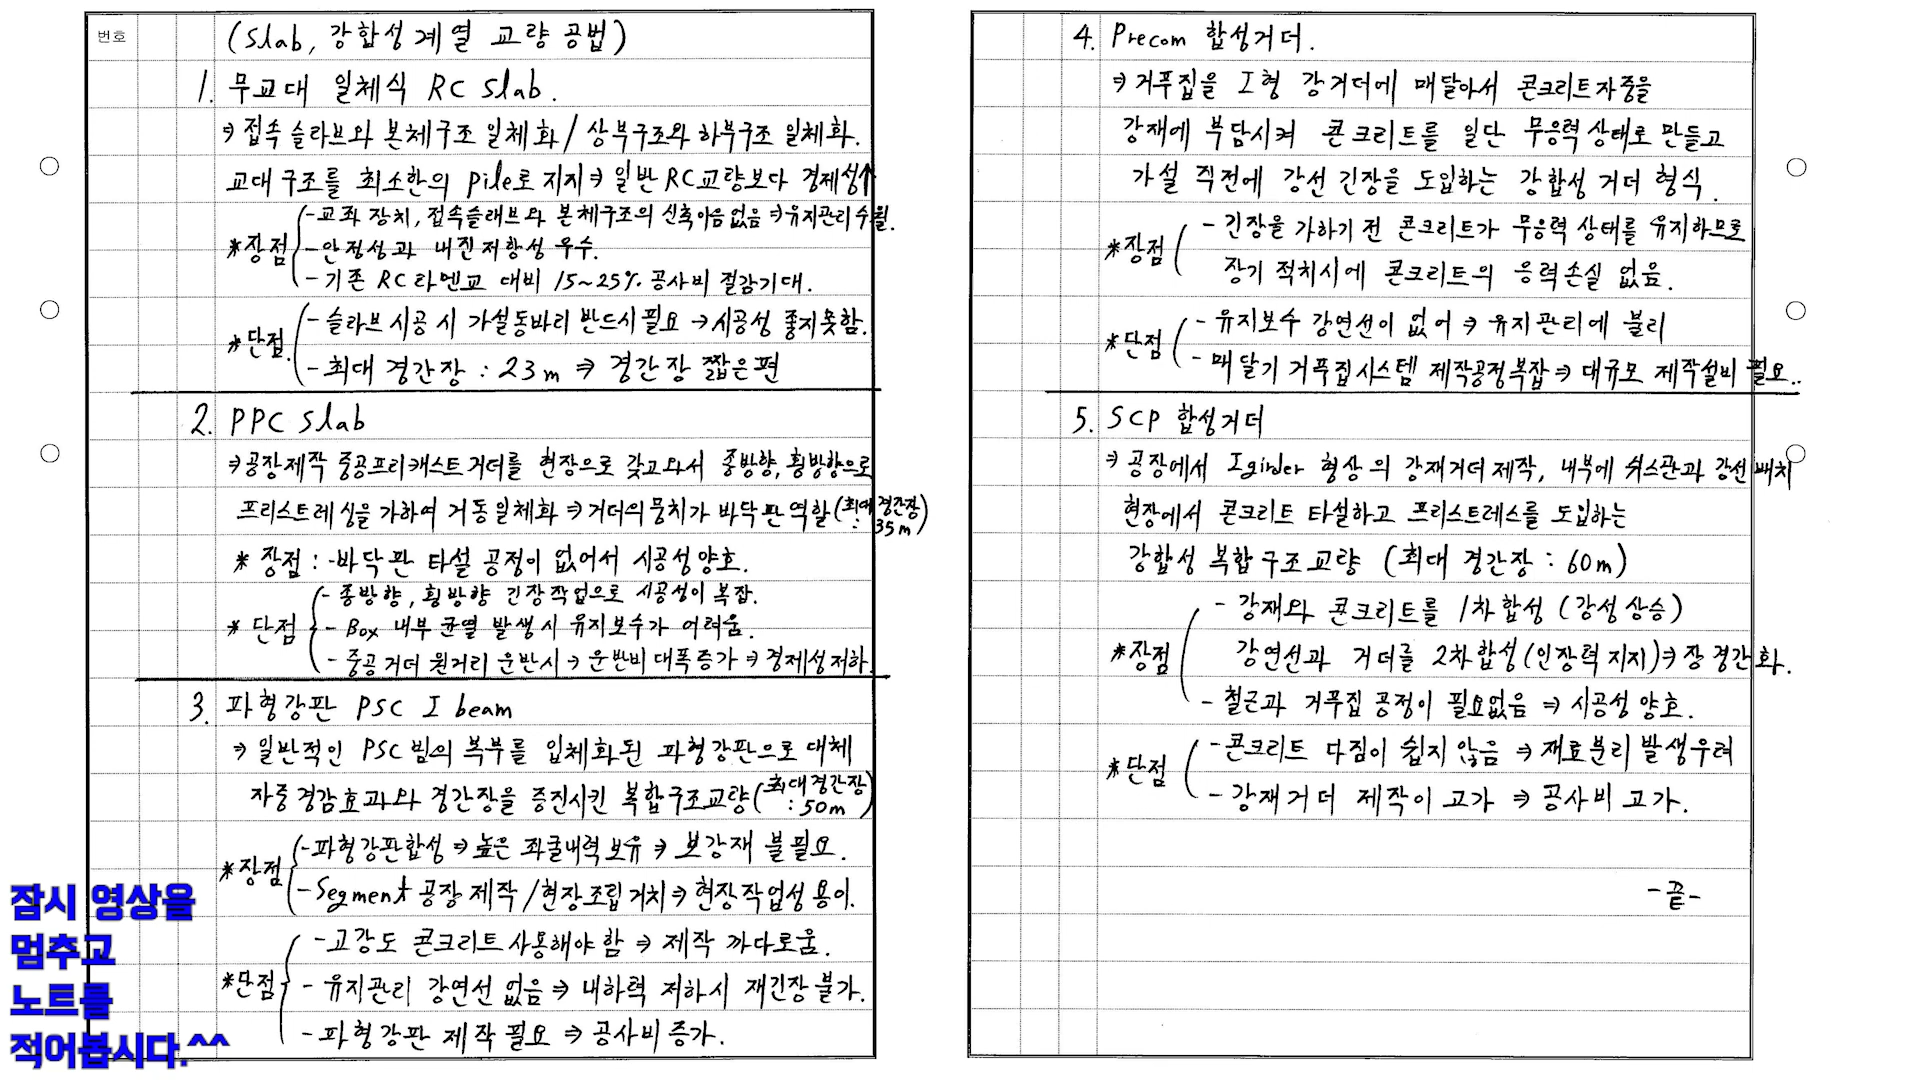 번호
(Slab, 강합성 계열 교량 공법)
1. 무교대 일체식 RC Slab.
⇒ 접속 슬라브와 본체구조 일체화 / 상부구조와 하부구조 일체화.
교대 구조를 최소한의 pile로 지지 ⇒ 일반 RC교량보다 경제성↑
*장점
- 교좌 장치, 접속슬래브와 본체구조의 신축이음없음 ⇒ 유지관리 수월.
- 안정성과 내진저항성 우수.
- 기존 RC 라멘교 대비 15~25% 공사비 절감기대.
*단점.
- 슬라브 시공 시 가설동바리 반드시 필요 → 시공성 좋지못함.
- 최대 경간장 : 23m ⇒ 경간장 짧은편
2. PPC Slab
⇒ 공장제작 중공프리캐스트거더를 현장으로 갖고와서 종방향, 횡방향으로
프리스트레싱을 가하여 거동일체화 ⇒ 거더의 뭉치가 바닥판 역할 (최대 경간장 : 35m)
* 장점 : -바닥판 타설 공정이 없어서 시공성 양호.
* 단점
- 종방향, 횡방향 긴장작업으로 시공성이 복잡.
- Box 내부 균열 발생시 유지보수가 어려움.
- 중공거더 원거리 운반시 → 운반비 대폭증가 ⇒ 경제성저하.
3. 파형강판 PSC I beam
⇒ 일반적인 PSC빔의 복부를 입체화된 파형강판으로 대체
자중경감효과와 경간장을 증진시킨 복합구조교량 (최대경간장 : 50m)
*장점
- 파형강판합성 ⇒ 높은 좌굴내력 보유 ⇒ 보강재 불필요.
- Segment 공장 제작 / 현장조립 거치 ⇒ 현장작업성 용이.
*단점
- 고강도 콘크리트 사용해야 함 ⇒ 제작 까다로움.
- 유지관리 강연선 없음 ⇒ 내하력 저하시 재긴장 불가.
- 파형강판 제작 필요 ⇒ 공사비 증가.
4. Precom 합성거더.
⇒ 거푸집을 I형 강거더에 매달아서 콘크리트자중을
강재에 부담시켜 콘크리트를 일단 무응력 상태로 만들고
가설 직전에 강선 긴장을 도입하는 강합성 거더 형식.
*장점
- 긴장을 가하기 전 콘크리트가 무응력 상태를 유지하므로
장기 적치시에 콘크리트의 응력손실 없음.
*단점
- 유지보수 강연선이 없어 ⇒ 유지관리에 불리
- 매달기 거푸집시스템 제작공정복잡 ⇒ 대규모 제작설비 필요..
5. SCP 합성거더
⇒ 공장에서 I girder 형상의 강재거더 제작, 내부에 쉬스관과 강선 배치
현장에서 콘크리트 타설하고 프리스트레스를 도입하는
강합성 복합구조교량 (최대 경간장 : 60m)
*장점
- 강재와 콘크리트를 1차합성 (강성상승)
강연선과 거더를 2차합성(인장력지지) ⇒ 장경간화.
- 철근과 거푸집 공정이 필요없음 ⇒ 시공성 양호.
*단점
- 콘크리트 다짐이 쉽지 않음 ⇒ 재료분리 발생우려
- 강재거더 제작이 고가 ⇒ 공사비 고가.
- 끝 -
잠시 영상을
멈추고
노트를
적어봅시다.^^